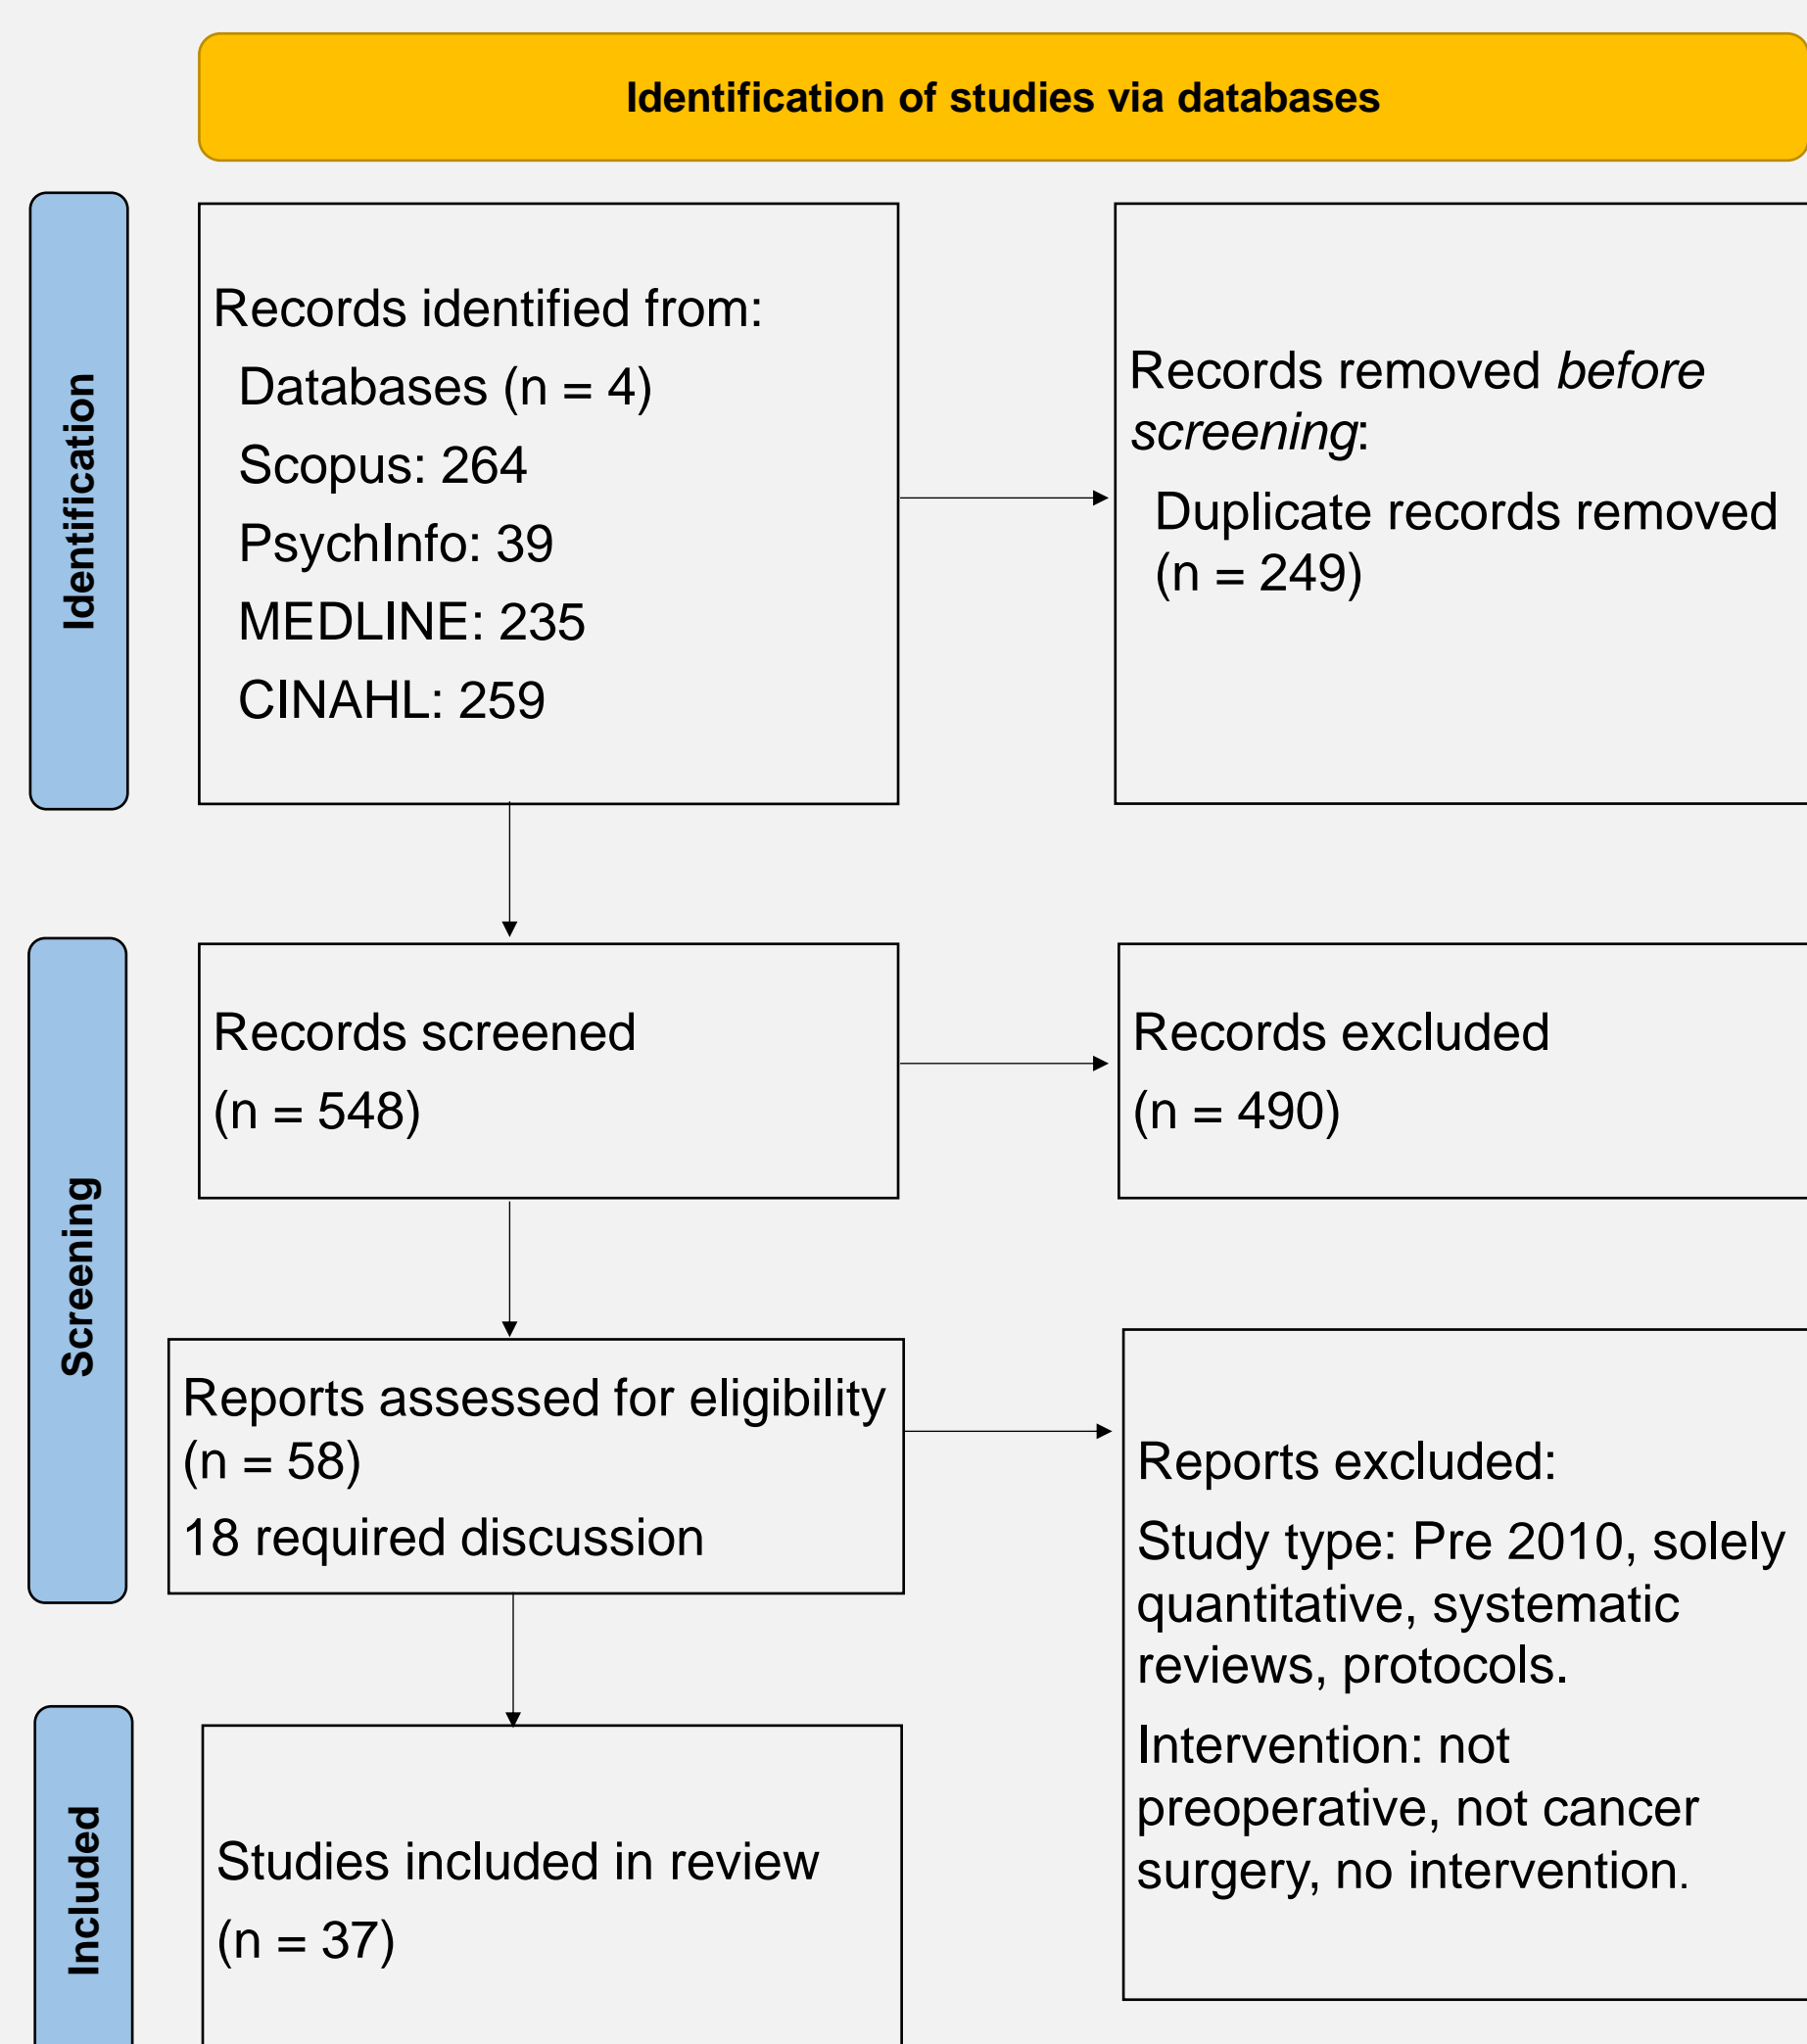 Identification of studies via databases
Identification
Records identified from:
Databases (n = 4)
Scopus: 264
PsychInfo: 39
MEDLINE: 235
CINAHL: 259
Records removed before
screening:
Duplicate records removed
(n = 249)
Screening
Records screened
(n = 548)
Records excluded
(n = 490)
Reports assessed for eligibility
(n = 58)
18 required discussion
Reports excluded:
Study type: Pre 2010, solely
quantitative, systematic
reviews, protocols.
Intervention: not
preoperative, not cancer
surgery, no intervention.
Included
Studies included in review
(n = 37)